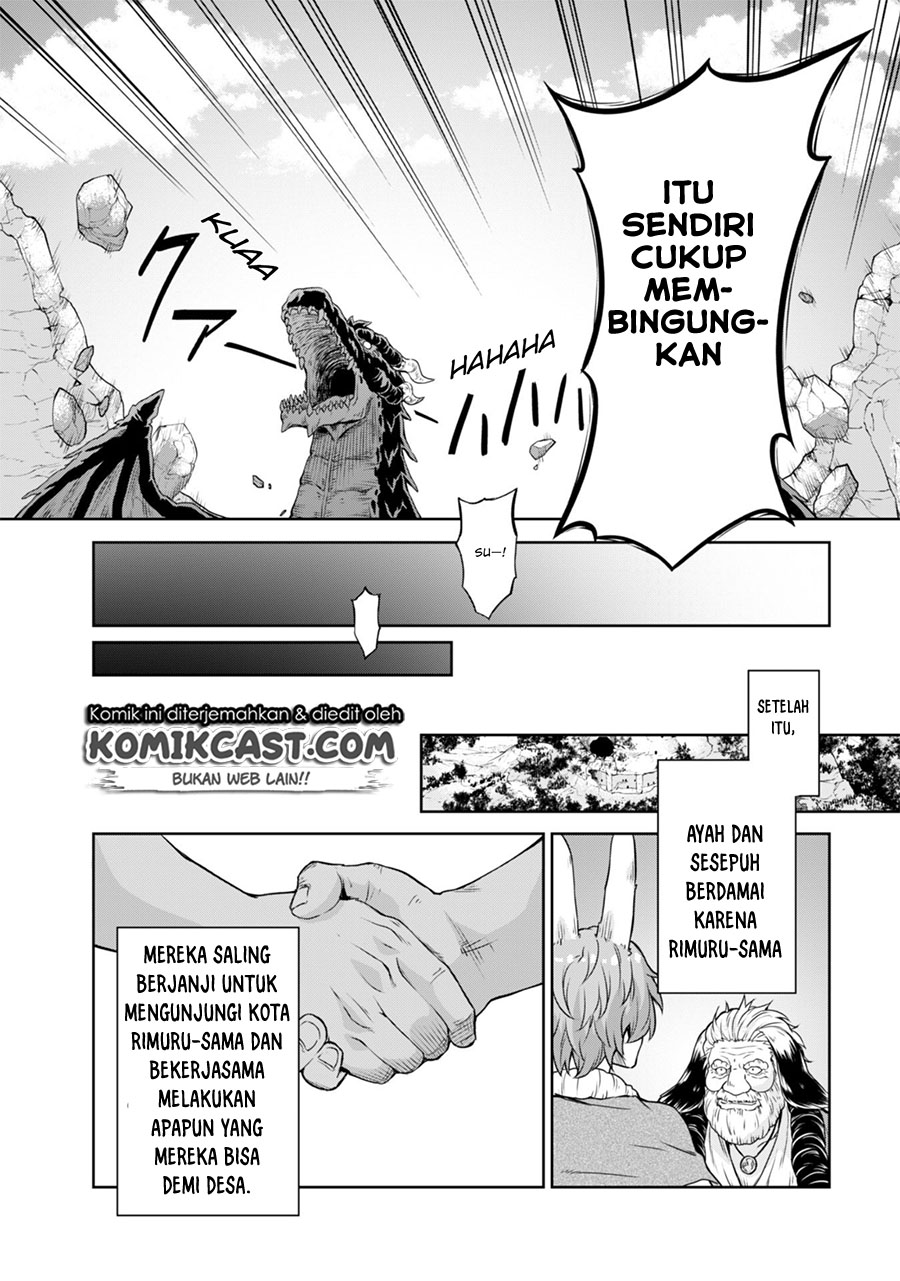 ITU
SENDIRI
CUKUP
MEM-
BINGUNG-
KAN
KUAA
クアー
HAHAHA
ハハハハ
SU—!
SETELAH
ITU,
Komik ini diterjemahkan & diedit oleh
KOMIKCAST.COM
BUKAN WEB LAIN!!
AYAH DAN
SESEPUH
BERDAMAI
KARENA
RIMURU-SAMA
MEREKA SALING
BERJANJI UNTUK
MENGUNJUNGI KOTA
RIMURU-SAMA DAN
BEKERJASAMA
MELAKUKAN
APAPUN YANG
MEREKA BISA
DEMI DESA.